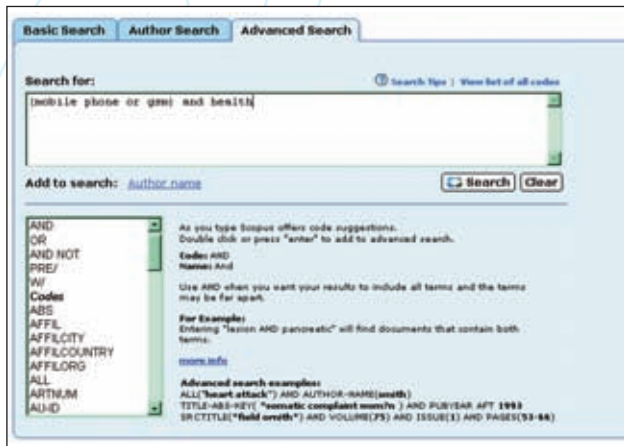 Basic Search Author Search Advanced Search
Search for:
Search Tips | View list of all codes
(mobile phone or gsm) and health
Add to search: Author name
Search Clear
AND
OR
AND NOT
PRE/
W/
Codes
ABS
AFFIL
AFFILCITY
AFFILCOUNTRY
AFFILORG
ALL
ARTNUM
AU-ID
As you type Scopus offers code suggestions.
Double click or press "enter" to add to advanced search.
Code: AND
Name: And
Use AND when you want your results to include all terms and the terms
may be far apart.
For Example:
Entering "lesion AND pancreatic" will find documents that contain both
terms.
more info
Advanced search examples:
ALL("heart attack") AND AUTHOR-NAME(smith)
TITLE-ABS-KEY( "somatic complaint wom?n ) AND PUBYEAR AFT 1993
SRCTITLE("field ornith") AND VOLUME(75) AND ISSUE(1) AND PAGES(53-66)